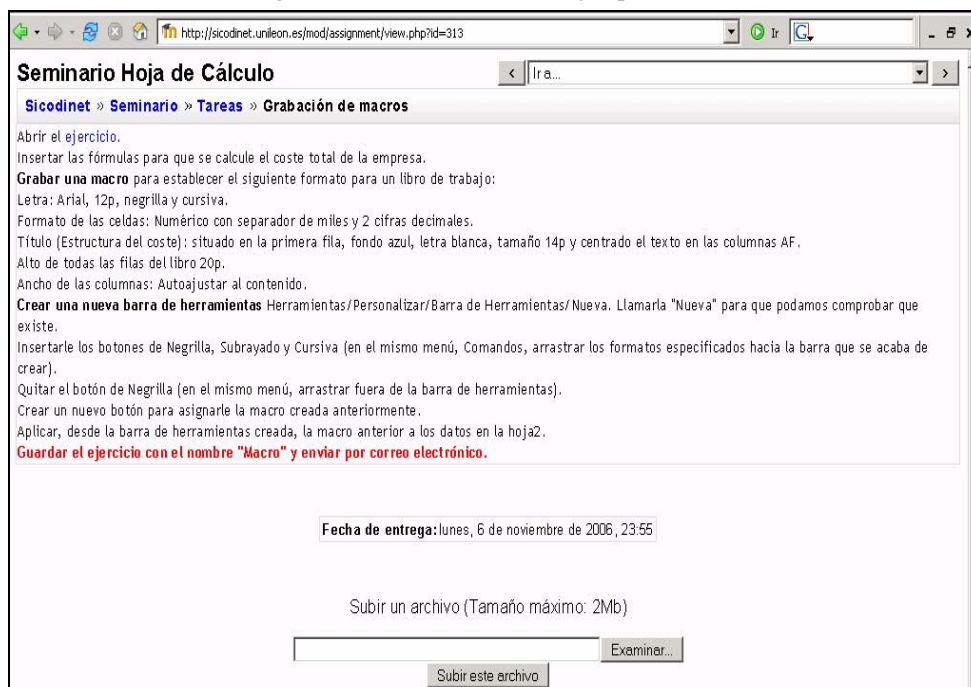 http://sicodinet.unileon.es/mod/assignment/view.php?id=313 Ir G
Seminario Hoja de Cálculo < Ir a... >
Sicodinet » Seminario » Tareas » Grabación de macros
Abrir el ejercicio.
Insertar las fórmulas para que se calcule el coste total de la empresa.
Grabar una macro para establecer el siguiente formato para un libro de trabajo:
Letra: Arial, 12p, negrilla y cursiva.
Formato de las celdas: Numérico con separador de miles y 2 cifras decimales.
Título (Estructura del coste): situado en la primera fila, fondo azul, letra blanca, tamaño 14p y centrado el texto en las columnas AF.
Alto de todas las filas del libro 20p.
Ancho de las columnas: Autoajustar al contenido.
Crear una nueva barra de herramientas Herramientas/Personalizar/Barra de Herramientas/Nueva. Llamarla "Nueva" para que podamos comprobar que
existe.
Insertarle los botones de Negrilla, Subrayado y Cursiva (en el mismo menú, Comandos, arrastrar los formatos especificados hacia la barra que se acaba de
crear).
Quitar el botón de Negrilla (en el mismo menú, arrastrar fuera de la barra de herramientas).
Crear un nuevo botón para asignarle la macro creada anteriormente.
Aplicar, desde la barra de herramientas creada, la macro anterior a los datos en la hoja2.
Guardar el ejercicio con el nombre "Macro" y enviar por correo electrónico.
Fecha de entrega: lunes, 6 de noviembre de 2006, 23:55
Subir un archivo (Tamaño máximo: 2Mb)
Examinar...
Subir este archivo